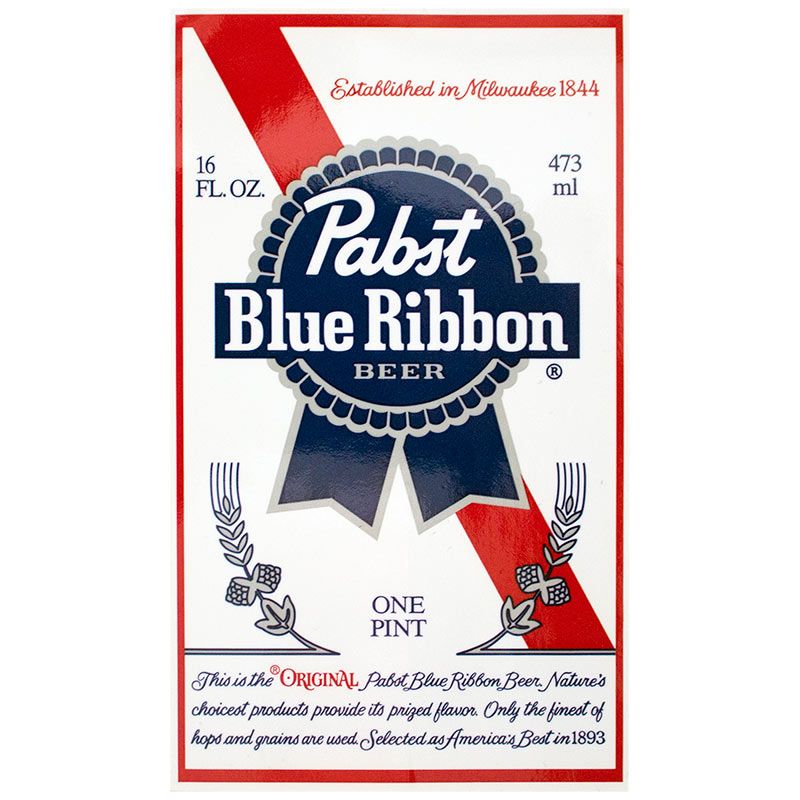 Established in Milwaukee 1844
16
FL. OZ.
473
ml
Pabst
Blue Ribbon
BEER
®
ONE
PINT
This is the ®ORIGINAL Pabst Blue Ribbon Beer. Nature's
choicest products provide its prized flavor. Only the finest of
hops and grains are used. Selected as America's Best in 1893